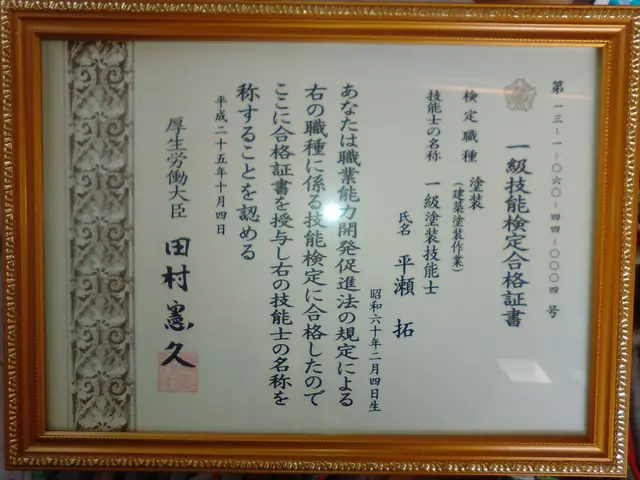 第一三-一-〇六〇-四四-〇〇〇四号
一級技能検定合格証書
検定職種 塗装
(建築塗装作業)
技能士の名称 一級塗装技能士
氏名 平瀬 拓
昭和六十年二月四日生
あなたは職業能力開発促進法の規定による
右の職種に係る技能検定に合格したので
ここに合格証書を授与し右の技能士の名称を
称することを認める
平成二十五年十月四日
厚生労働大臣 田村憲久